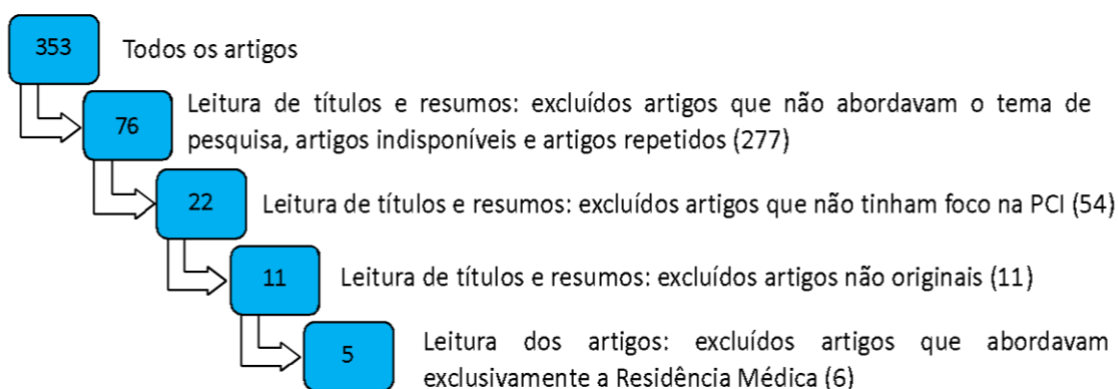 353
Todos os artigos
76
Leitura de títulos e resumos: excluídos artigos que não abordavam o tema de
pesquisa, artigos indisponíveis e artigos repetidos (277)
22
Leitura de títulos e resumos: excluídos artigos que não tinham foco na PCI (54)
11
Leitura de títulos e resumos: excluídos artigos não originais (11)
5
Leitura dos artigos: excluídos artigos que abordavam
exclusivamente a Residência Médica (6)